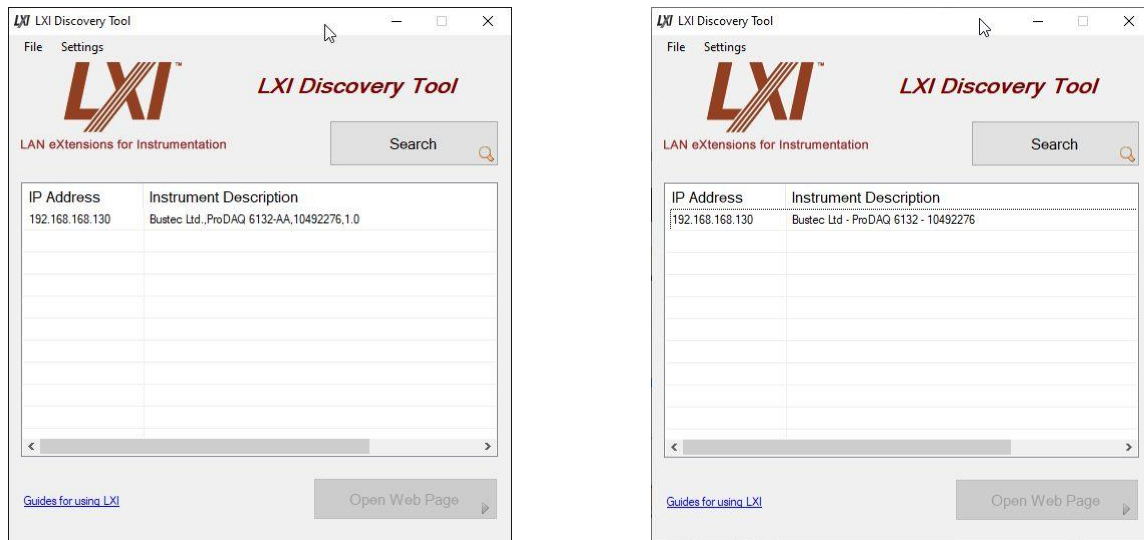 LXI LXI Discovery Tool
File Settings
LXI™
LXI Discovery Tool
LAN eXtensions for Instrumentation
Search
IP Address Instrument Description
192.168.168.130 Bustec Ltd.,ProDAQ 6132-AA,10492276,1.0
Guides for using LXI
Open Web Page
LXI LXI Discovery Tool
File Settings
LXI™
LXI Discovery Tool
LAN eXtensions for Instrumentation
Search
IP Address Instrument Description
192.168.168.130 Bustec Ltd - ProDAQ 6132 - 10492276
Guides for using LXI
Open Web Page